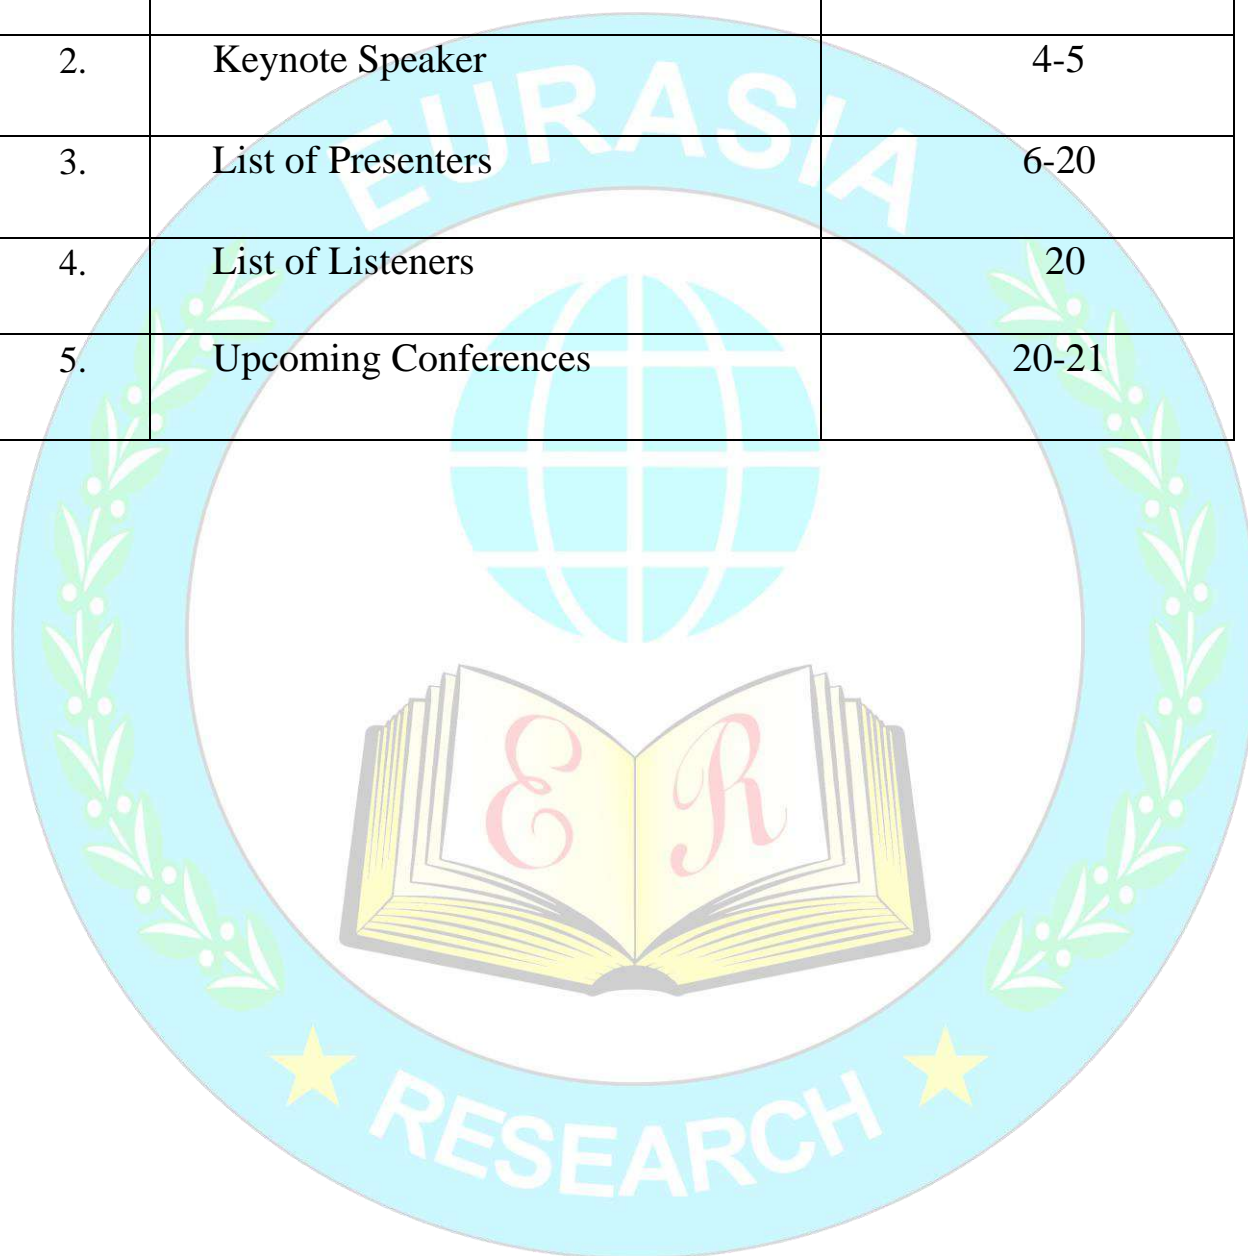 2. Keynote Speaker 4-5
3. List of Presenters 6-20
4. List of Listeners 20
5. Upcoming Conferences 20-21
EURASIA
E R
RESEARCH